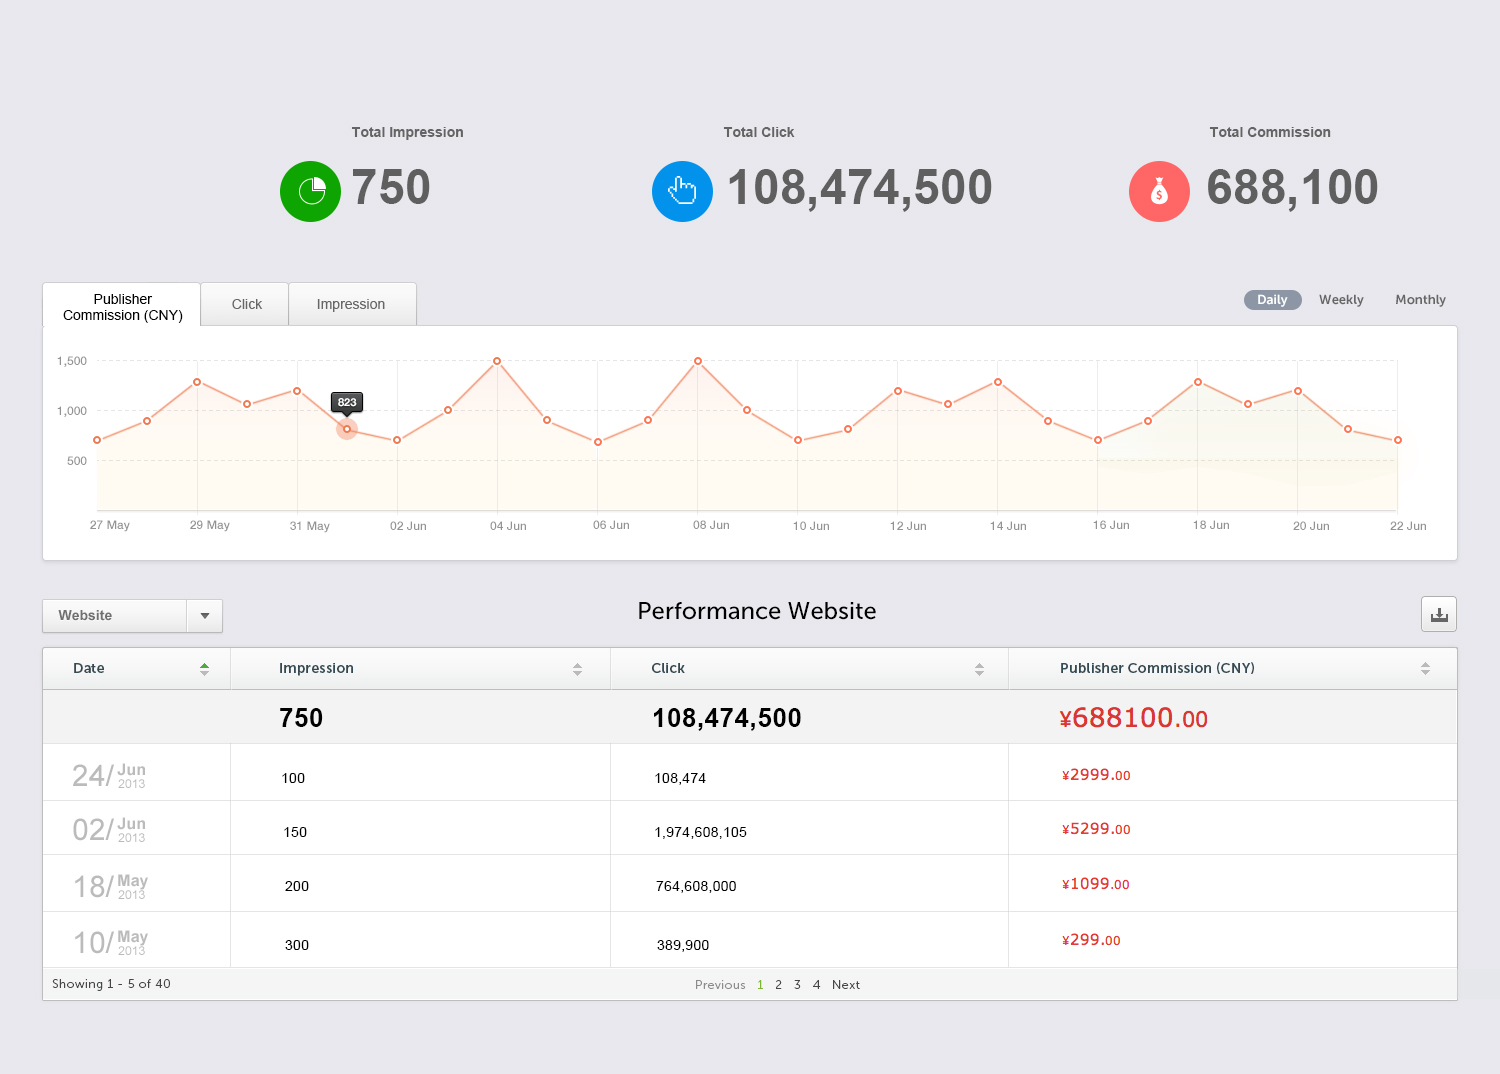 Total Impression
750
Total Click
108,474,500
Total Commission
$
688,100
Publisher
Commission (CNY)
Click
Impression
Daily
Weekly
Monthly
1,500
1,000
500
823
27 May
29 May
31 May
02 Jun
04 Jun
06 Jun
08 Jun
10 Jun
12 Jun
14 Jun
16 Jun
18 Jun
20 Jun
22 Jun
Website
Performance Website
Date
Impression
Click
Publisher Commission (CNY)
750
108,474,500
¥688100.00
24/ Jun
2013
100
108,474
¥2999.00
02/ Jun
2013
150
1,974,608,105
¥5299.00
18/ May
2013
200
764,608,000
¥1099.00
10/ May
2013
300
389,900
¥299.00
Showing 1 - 5 of 40
Previous 1 2 3 4 Next